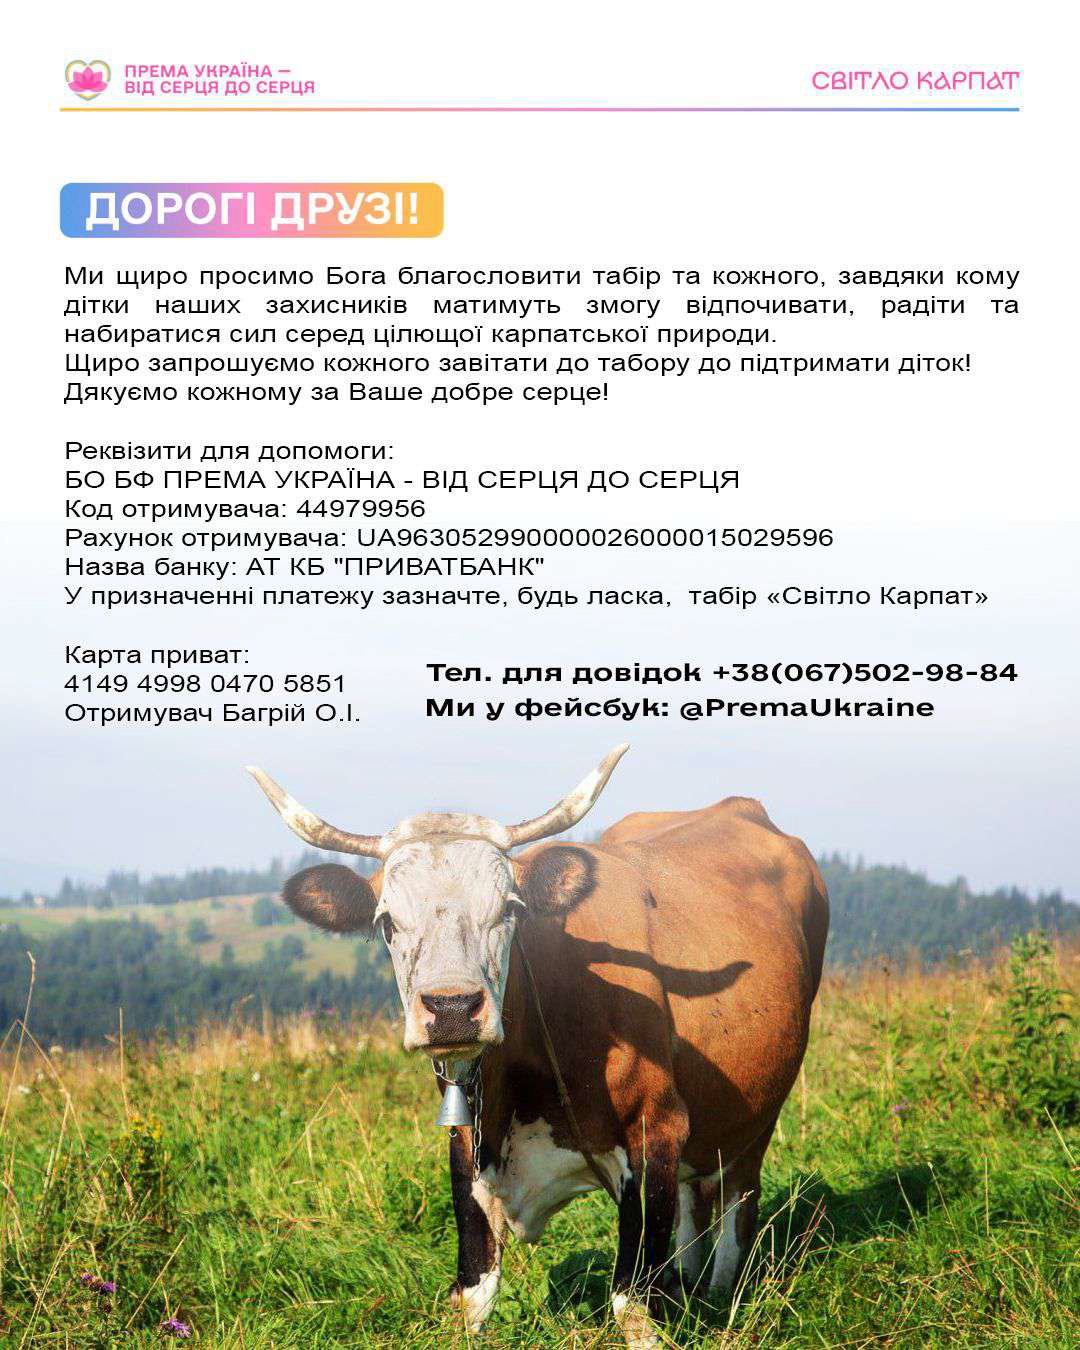 ПРЕМА УКРАЇНА –
ВІД СЕРЦЯ ДО СЕРЦЯ
СВІТЛО КАРПАТ
ДОРОГІ ДРУЗІ!
Ми щиро просимо Бога благословити табір та кожного, завдяки кому
дітки наших захисників матимуть змогу відпочивати, радіти та
набиратися сил серед цілющої карпатської природи.
Щиро запрошуємо кожного завітати до табору до підтримати діток!
Дякуємо кожному за Ваше добре серце!
Реквізити для допомоги:
БО БФ ПРЕМА УКРАЇНА - ВІД СЕРЦЯ ДО СЕРЦЯ
Код отримувача: 44979956
Рахунок отримувача: UA963052990000026000015029596
Назва банку: АТ КБ "ПРИВАТБАНК"
У призначенні платежу зазначте, будь ласка,  табір «Світло Карпат»
Карта приват:
4149 4998 0470 5851
Отримувач Багрій О.І.
Тел. для довідок +38(067)502-98-84
Ми у фейсбук: @PremaUkraine